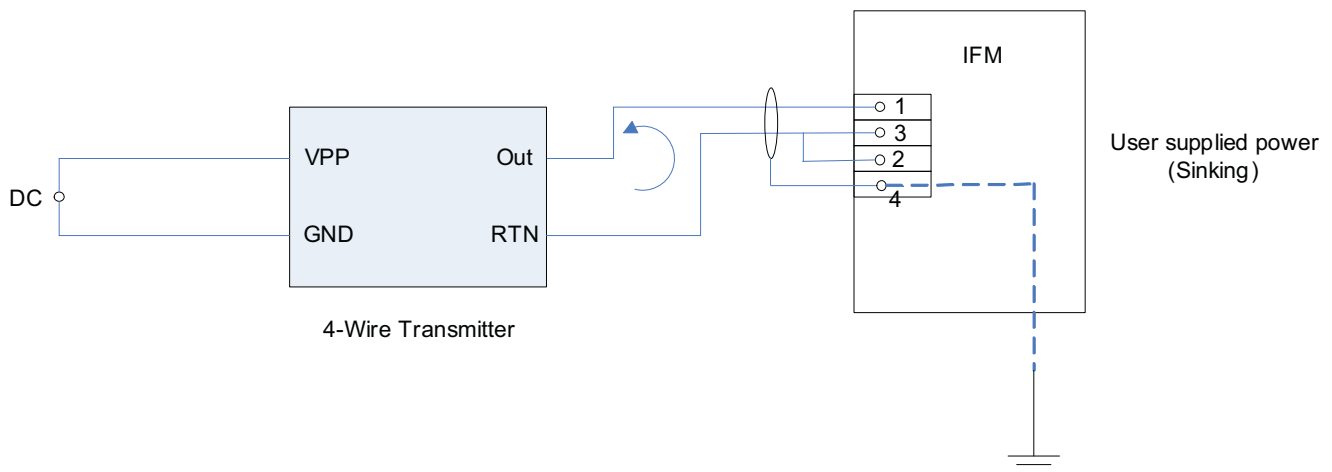 IFM
1
3
2
4
User supplied power
(Sinking)
VPP
Out
DC
GND
RTN
4-Wire Transmitter